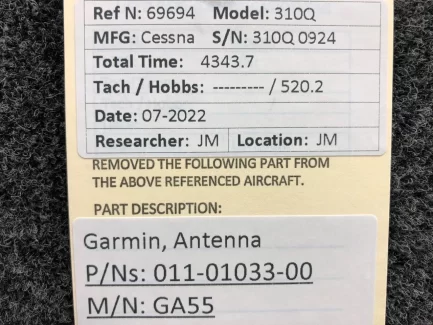 Ref N: 69694 Model: 310Q
MFG: Cessna S/N: 310Q 0924
Total Time: 4343.7
Tach / Hobbs: --------- / 520.2
Date: 07-2022
Researcher: JM Location: JM
REMOVED THE FOLLOWING PART FROM
THE ABOVE REFERENCED AIRCRAFT.
PART DESCRIPTION:
Garmin, Antenna
P/Ns: 011-01033-00
M/N: GA55